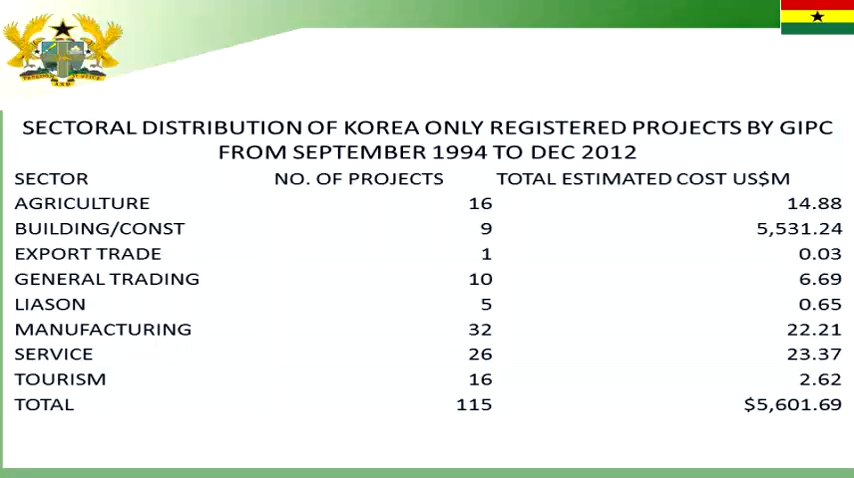 SECTORAL DISTRIBUTION OF KOREA ONLY REGISTERED PROJECTS BY GIPC
FROM SEPTEMBER 1994 TO DEC 2012
SECTOR NO. OF PROJECTS TOTAL ESTIMATED COST US$M
AGRICULTURE 16 14.88
BUILDING/CONST 9 5,531.24
EXPORT TRADE 1 0.03
GENERAL TRADING 10 6.69
LIASON 5 0.65
MANUFACTURING 32 22.21
SERVICE 26 23.37
TOURISM 16 2.62
TOTAL 115 $5,601.69